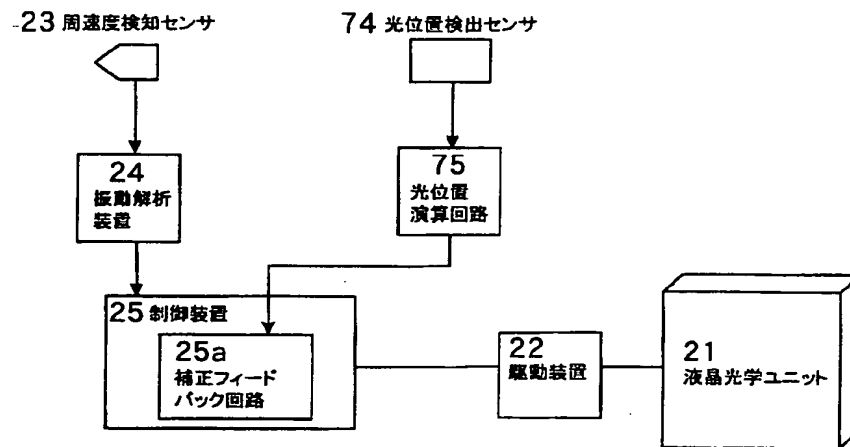 23 周速度検知センサ
74 光位置検出センサ
24
振動解析
装置
75
光位置
演算回路
25 制御装置
25a
補正フィード
バック回路
22
駆動装置
21
液晶光学ユニット